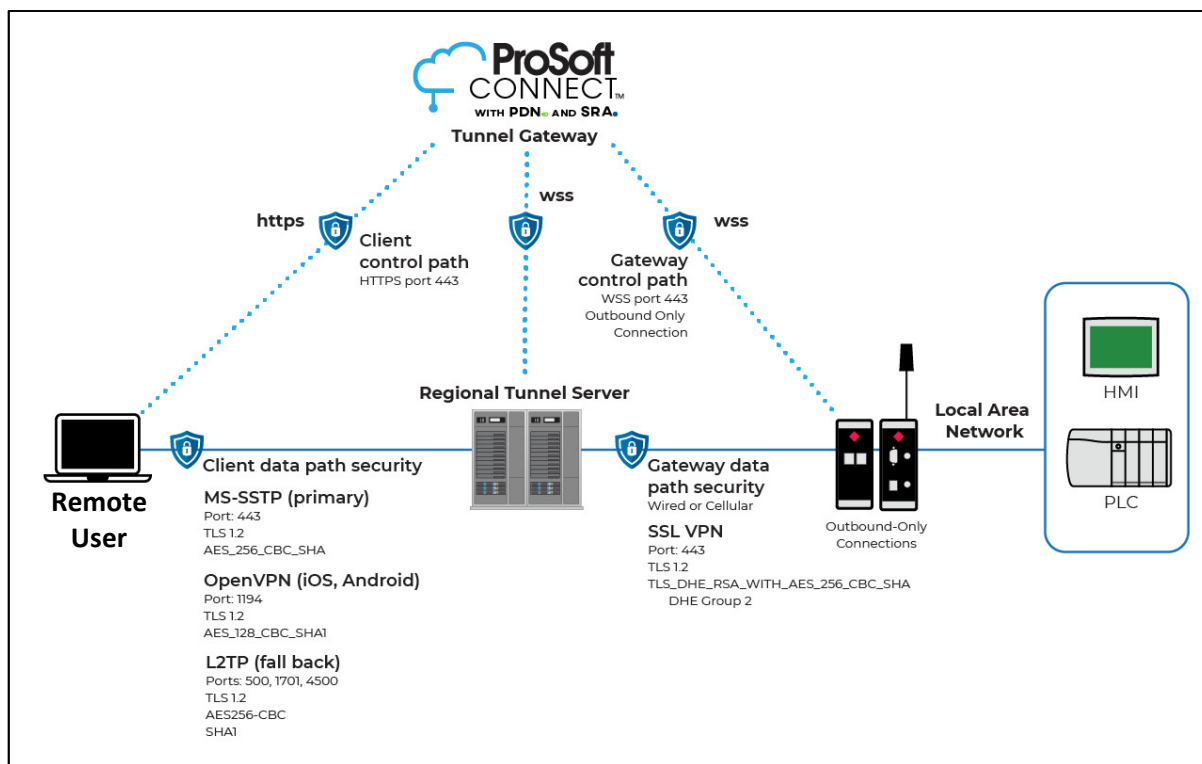 ProSoft
CONNECT™
WITH PDN AND SRA
Tunnel Gateway
https
Client
control path
HTTPS port 443
wss
wss
Gateway
control path
WSS port 443
Outbound Only
Connection
Regional Tunnel Server
Remote
User
Client data path security
MS-SSTP (primary)
Port: 443
TLS 1.2
AES_256_CBC_SHA
OpenVPN (iOS, Android)
Port: 1194
TLS 1.2
AES_128_CBC_SHA1
L2TP (fall back)
Ports: 500, 1701, 4500
TLS 1.2
AES256-CBC
SHA1
Gateway data
path security
Wired or Cellular
SSL VPN
Port: 443
TLS 1.2
TLS_DHE_RSA_WITH_AES_256_CBC_SHA
DHE Group 2
Outbound-Only
Connections
Local Area
Network
HMI
PLC